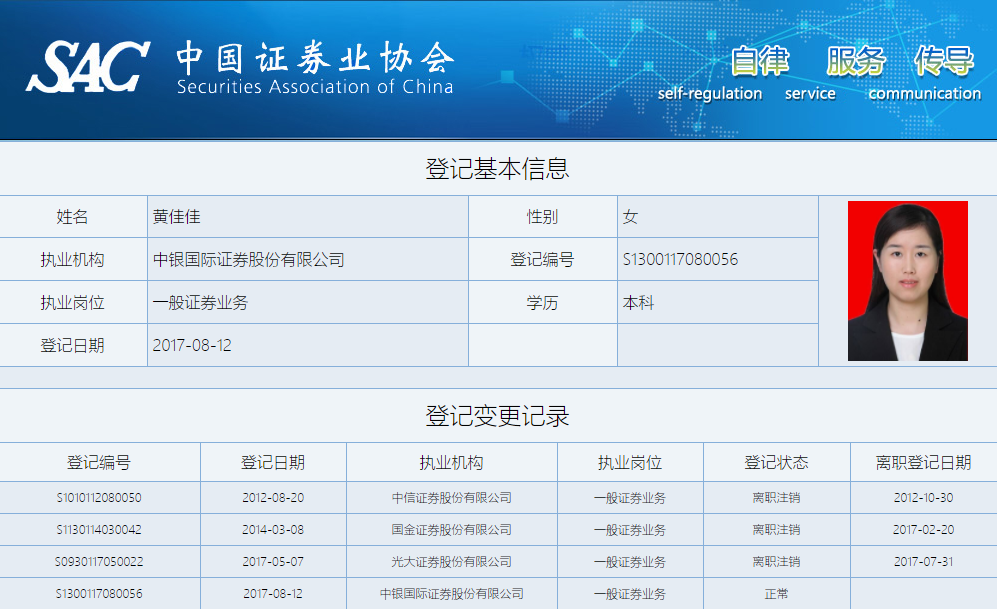 SAC 中国证券业协会
Securities Association of China
自律 服务 传导
self-regulation service communication
登记基本信息
姓名 黄佳佳 性别 女
执业机构 中银国际证券股份有限公司 登记编号 S1300117080056
执业岗位 一般证券业务 学历 本科
登记日期 2017-08-12
登记变更记录
登记编号 登记日期 执业机构 执业岗位 登记状态 离职登记日期
S1010112080050 2012-08-20 中信证券股份有限公司 一般证券业务 离职注销 2012-10-30
S1130114030042 2014-03-08 国金证券股份有限公司 一般证券业务 离职注销 2017-02-20
S0930117050022 2017-05-07 光大证券股份有限公司 一般证券业务 离职注销 2017-07-31
S1300117080056 2017-08-12 中银国际证券股份有限公司 一般证券业务 正常